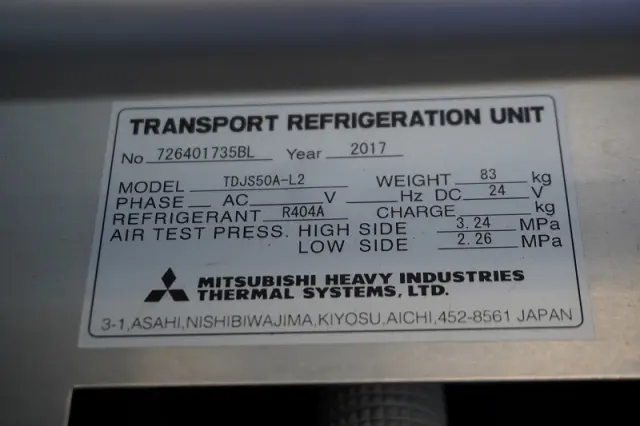 TRANSPORT REFRIGERATION UNIT
No 726401735BL Year 2017
MODEL TDJS50A-L2 WEIGHT 83 kg
PHASE AC V Hz DC 24 V
REFRIGERANT R404A CHARGE kg
AIR TEST PRESS. HIGH SIDE 3.24 MPa
LOW SIDE 2.26 MPa
MITSUBISHI HEAVY INDUSTRIES
THERMAL SYSTEMS, LTD.
3-1, ASAHI, NISHIBIWAJIMA, KIYOSU, AICHI, 452-8561 JAPAN